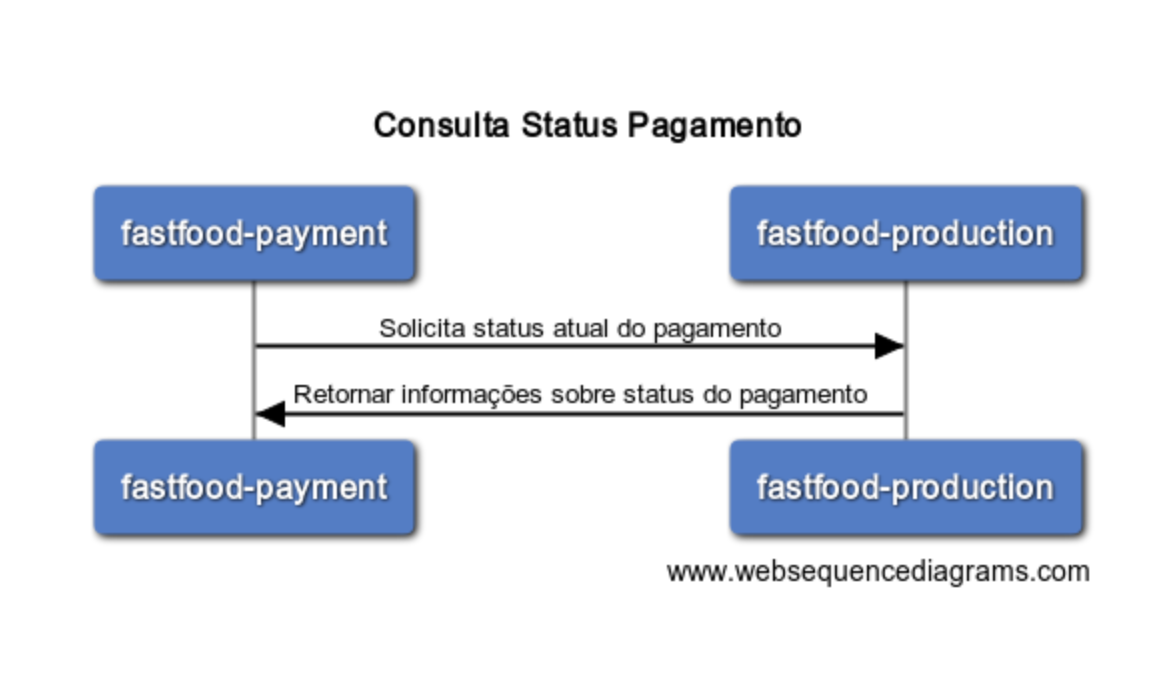 Consulta Status Pagamento
fastfood-payment
fastfood-production
Solicita status atual do pagamento
Retornar informações sobre status do pagamento
fastfood-payment
fastfood-production
www.websequencediagrams.com